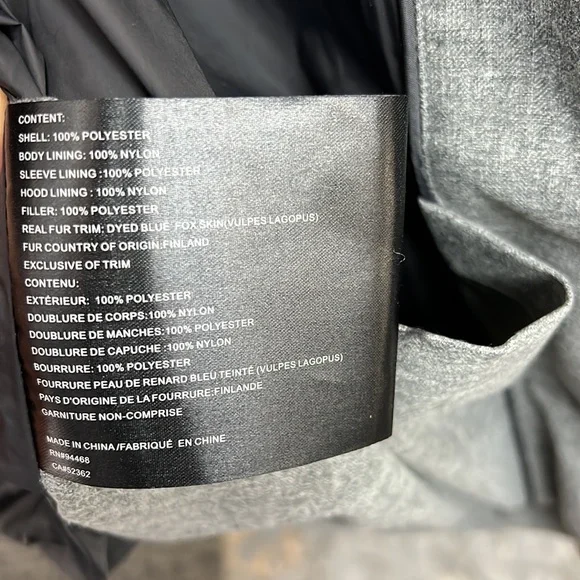 CONTENT:
SHELL: 100% POLYESTER
BODY LINING: 100% NYLON
SLEEVE LINING: 100% NYLON
HOOD LINING : 100% NYLON
FILLER: 100% POLYESTER
REAL FUR TRIM: DYED BLUE FOX SKIN(VULPES LAGOPUS)
FUR COUNTRY OF ORIGIN:FINLAND
EXCLUSIVE OF TRIM
CONTENU:
EXTÉRIEUR: 100% POLYESTER
DOUBLURE DE CORPS:100% NYLON
DOUBLURE DE MANCHES:100% NYLON
DOUBLURE DE CAPUCHE :100% NYLON
BOURRURE: 100% POLYESTER
FOURRURE PEAU DE RENARD BLEU TEINTÉ (VULPES LAGOPUS)
PAYS D'ORIGINE DE LA FOURRURE:FINLANDE
GARNITURE NON-COMPRISE
MADE IN CHINA /FABRIQUÉ EN CHINE
RN#94468
CA#52362